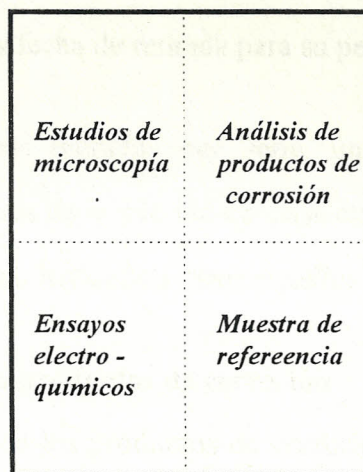 Estudios de
microscopía
Análisis de
productos de
corrosión
Ensayos
electro -
químicos
Muestra de
refereencia